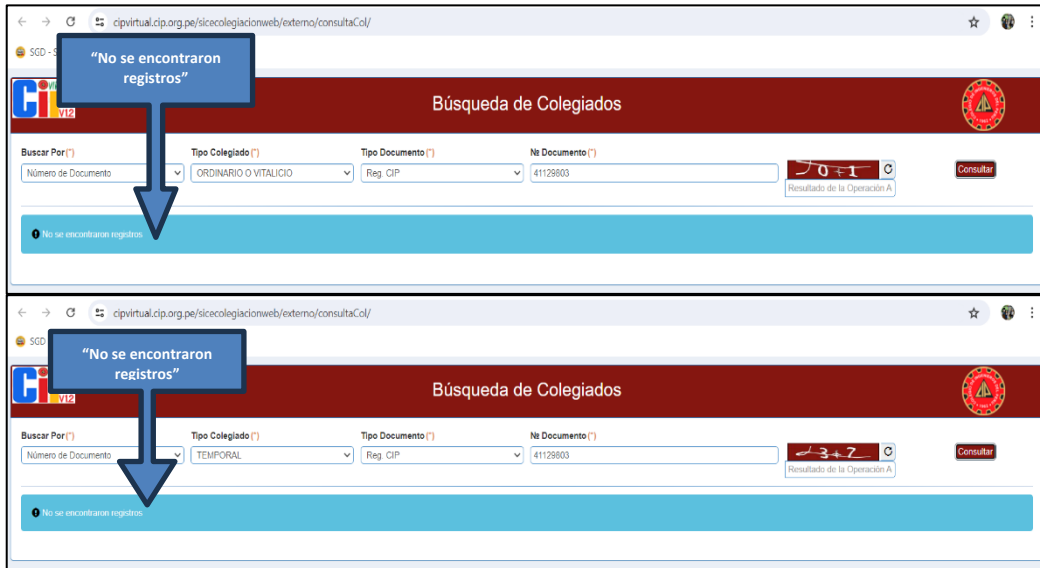 cipvirtual.cip.org.pe/sicecolegiacionweb/externo/consultaCol/
SGD - S
“No se encontraron
registros”
V12
Búsqueda de Colegiados
Buscar Por(*) Tipo Colegiado(*) Tipo Documento(*) № Documento(*)
Número de Documento ORDINARIO O VITALICIO Reg. CIP 41129803 Consultar
Resultado de la Operación A
No se encontraron registros
cipvirtual.cip.org.pe/sicecolegiacionweb/externo/consultaCol/
SGD
“No se encontraron
registros”
V12
Búsqueda de Colegiados
Buscar Por(*) Tipo Colegiado(*) Tipo Documento(*) № Documento(*)
Número de Documento TEMPORAL Reg. CIP 41129803 Consultar
Resultado de la Operación A
No se encontraron registros